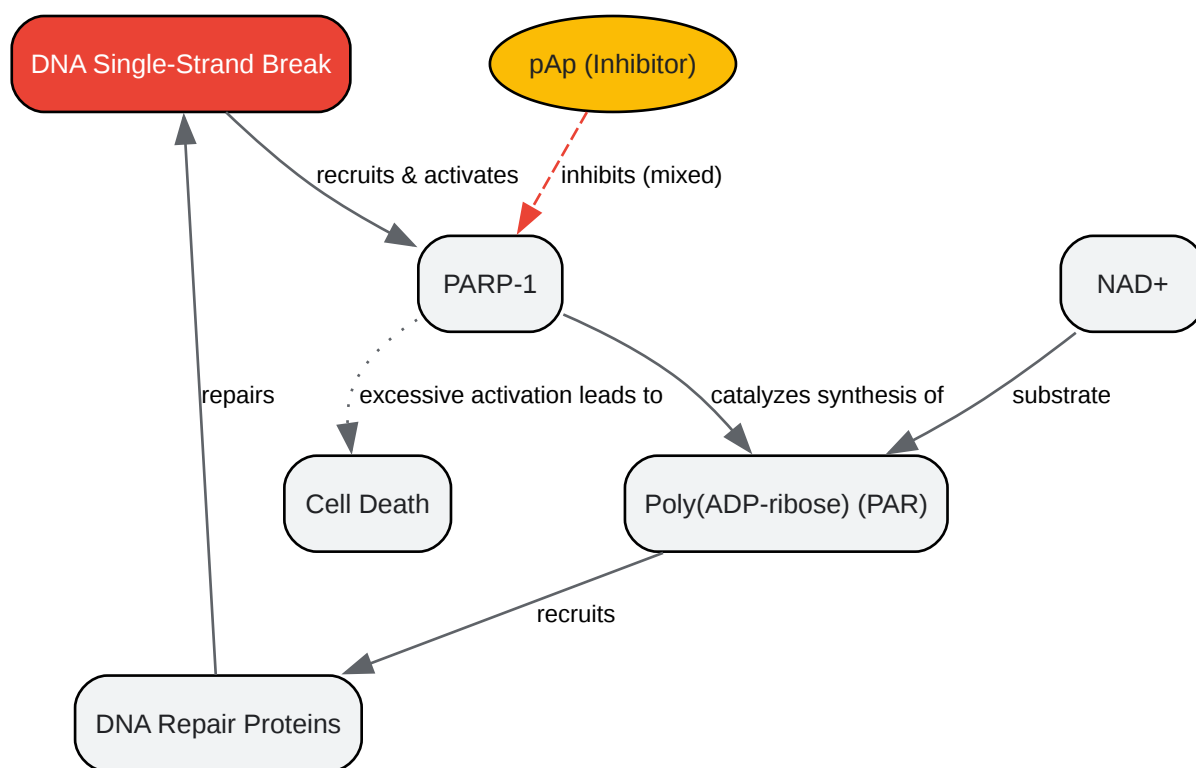 DNA Single-Strand Break
pAp (Inhibitor)
recruits & activates
inhibits (mixed)
PARP-1
NAD+
repairs
excessive activation leads to
catalyzes synthesis of
substrate
Cell Death
Poly(ADP-ribose) (PAR)
recruits
DNA Repair Proteins